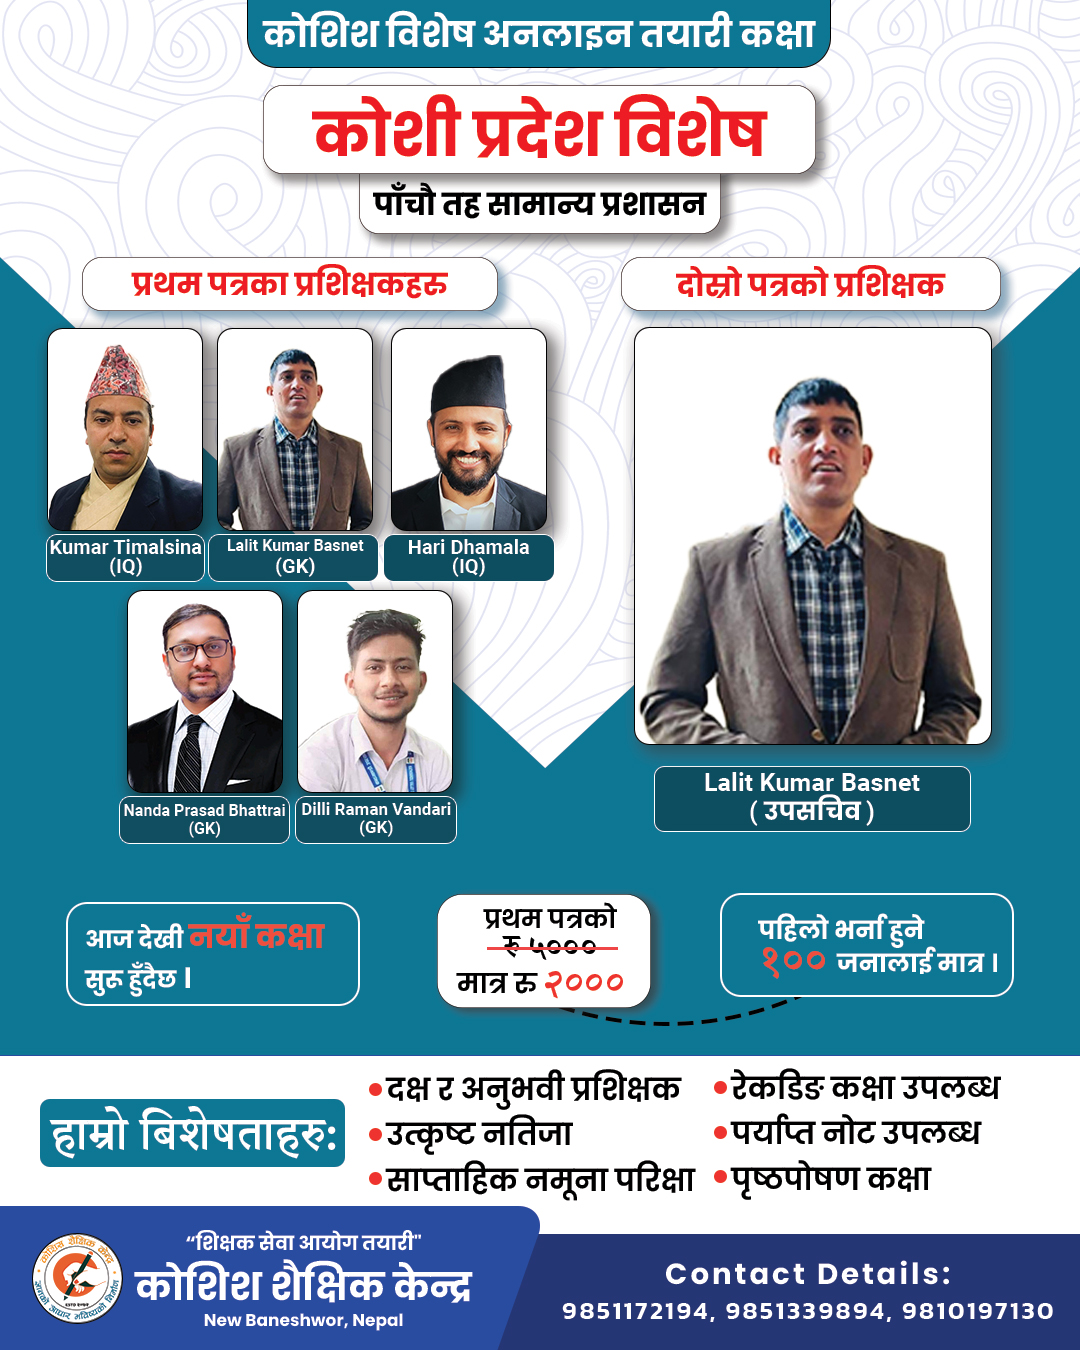 कोशिश विशेष अनलाइन तयारी कक्षा
कोशी प्रदेश विशेष
पाँचौ तह सामान्य प्रशासन
प्रथम पत्रका प्रशिक्षकहरु
Kumar Timalsina
(IQ)
Lalit Kumar Basnet
(GK)
Hari Dhamala
(IQ)
Nanda Prasad Bhattrai
(GK)
Dilli Raman Vandari
(GK)
दोस्रो पत्रको प्रशिक्षक
Lalit Kumar Basnet
( उपसचिव )
आज देखी नयाँ कक्षा
सुरू हुँदैछ ।
प्रथम पत्रको
रु ५०००
मात्र रु २०००
पहिलो भर्ना हुने
१०० जनालाई मात्र ।
हाम्रो बिशेषताहरु:
•दक्ष र अनुभवी प्रशिक्षक
•उत्कृष्ट नतिजा
•साप्ताहिक नमूना परिक्षा
•रेकडिङ कक्षा उपलब्ध
•पर्याप्त नोट उपलब्ध
•पृष्ठपोषण कक्षा
कोशिस शैक्षिक केन्द्र
“शिक्षक सेवा आयोग तयारी"
कोशिश शैक्षिक केन्द्र
New Baneshwor, Nepal
Contact Details:
9851172194, 9851339894, 9810197130